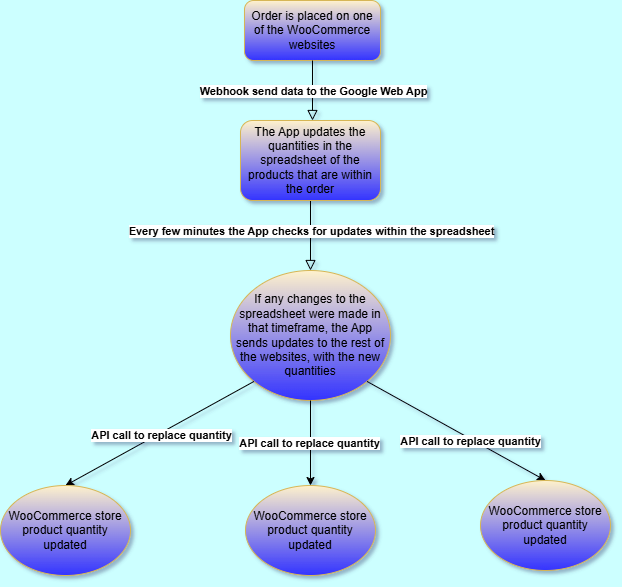 Order is placed on one
of the WooCommerce
websites
Webhook send data to the Google Web App
The App updates the
quantities in the
spreadsheet of the
products that are within
the order
Every few minutes the App checks for updates within the spreadsheet
If any changes to the
spreadsheet were made in
that timeframe, the App
sends updates to the rest of
the websites, with the new
quantities
API call to replace quantity
API call to replace quantity
API call to replace quantity
WooCommerce store
product quantity
updated
WooCommerce store
product quantity
updated
WooCommerce store
product quantity
updated